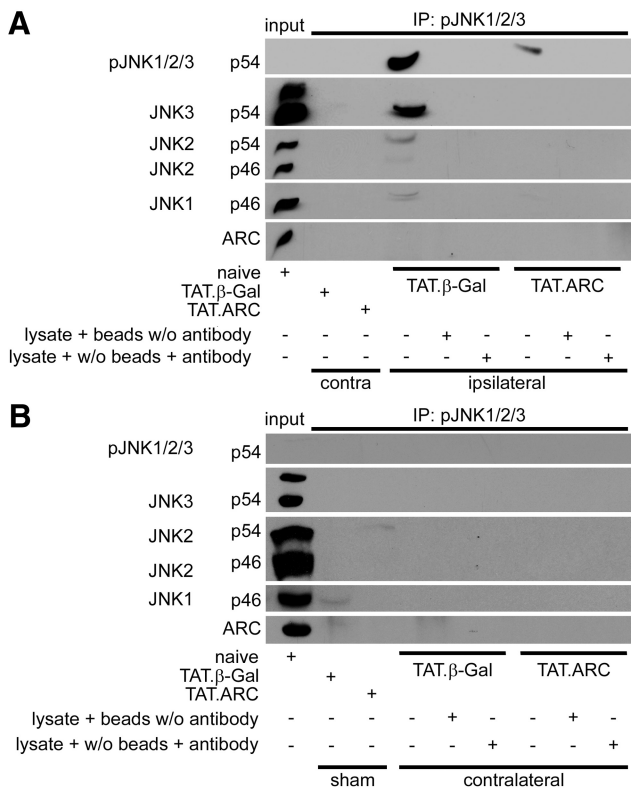 A
input IP: pJNK1/2/3
pJNK1/2/3 p54
JNK3 p54
JNK2 p54
JNK2 p46
JNK1 p46
ARC
naive +
TAT.β-Gal + TAT.β-Gal TAT.ARC
TAT.ARC +
lysate + beads w/o antibody - - - - + - - + -
lysate + w/o beads + antibody - - - - - + - - +
contra ipsilateral
B
input IP: pJNK1/2/3
pJNK1/2/3 p54
JNK3 p54
JNK2 p54
JNK2 p46
JNK1 p46
ARC
naive +
TAT.β-Gal + TAT.β-Gal TAT.ARC
TAT.ARC +
lysate + beads w/o antibody - - - - + - - + -
lysate + w/o beads + antibody - - - - - + - - +
sham contralateral